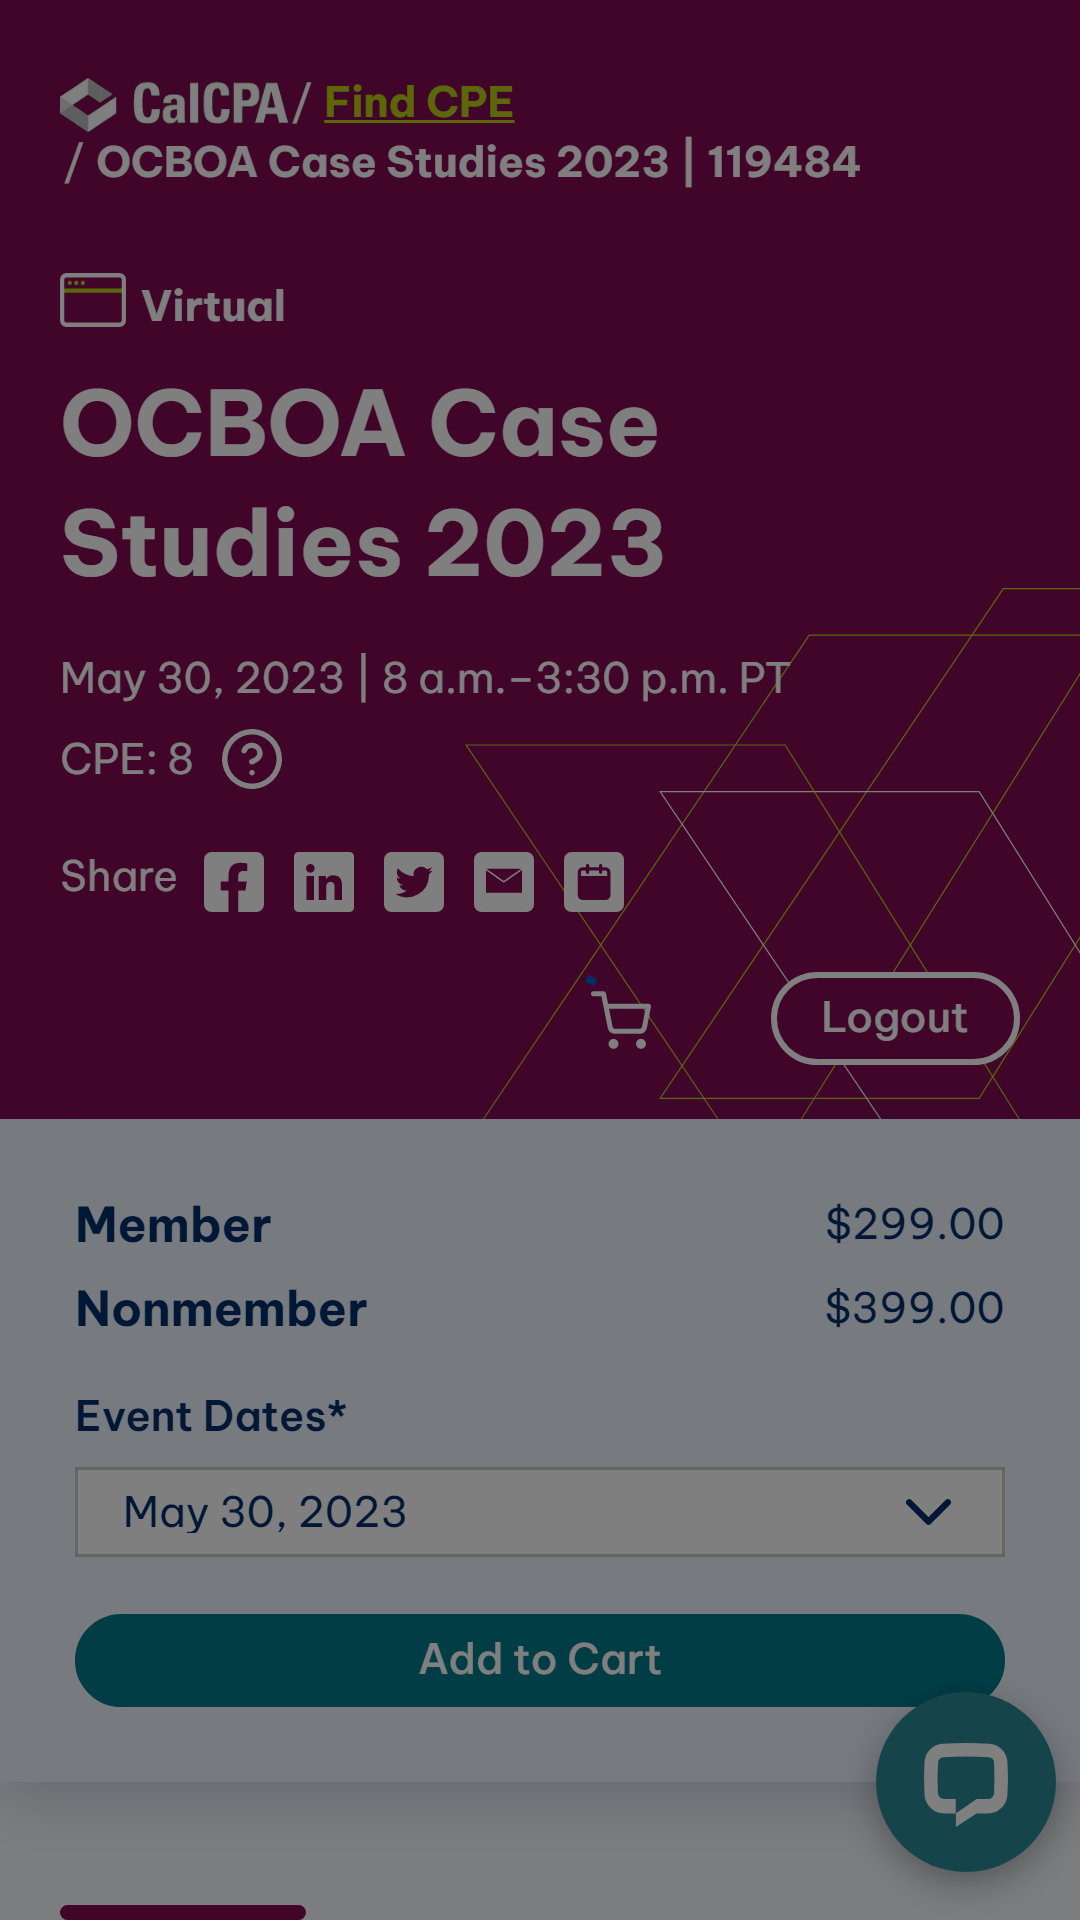 CalCPA / Find CPE
/ OCBOA Case Studies 2023 | 119484
Virtual
OCBOA Case
Studies 2023
May 30, 2023 | 8 a.m.–3:30 p.m. PT
CPE: 8 ?
Share
Logout
Member $299.00
Nonmember $399.00
Event Dates*
May 30, 2023
Add to Cart